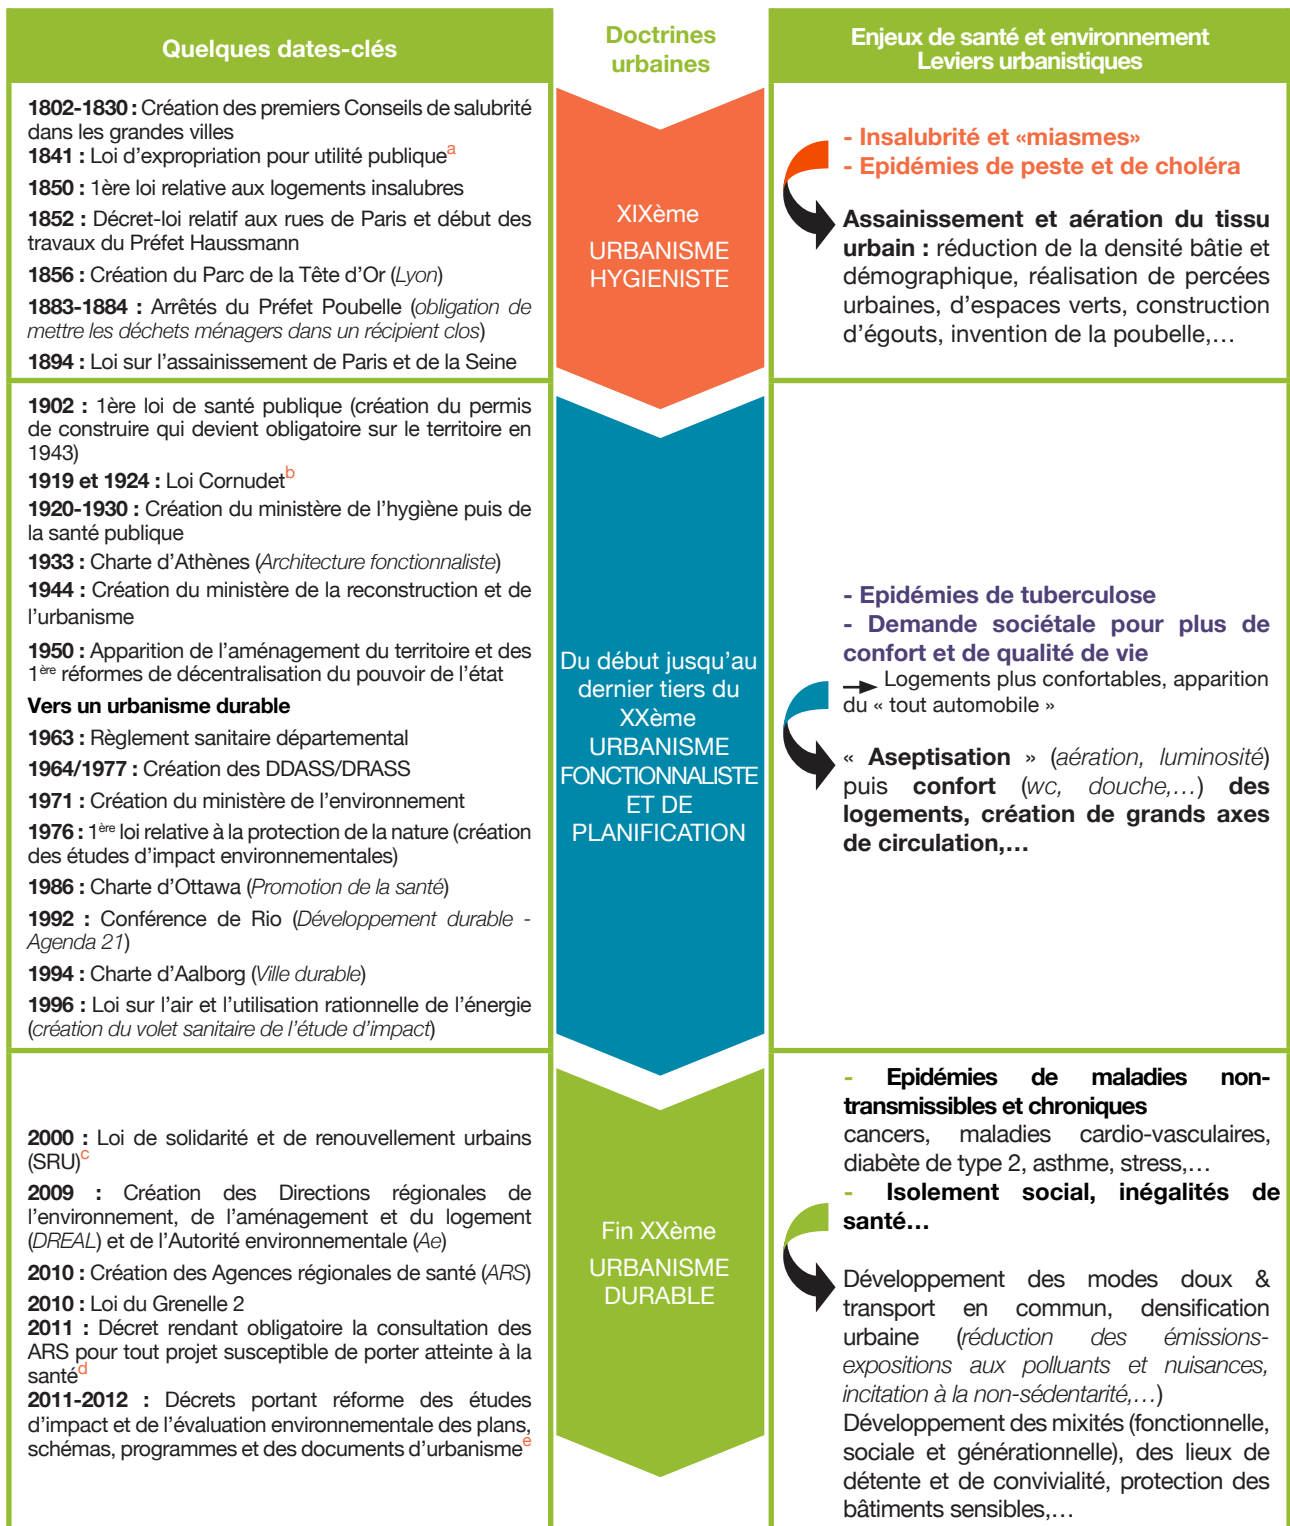 Quelques dates-clés
Doctrines
urbaines
Enjeux de santé et environnement
Leviers urbanistiques
1802-1830 : Création des premiers Conseils de salubrité
dans les grandes villes
1841 : Loi d'expropriation pour utilité publiqueª
1850 : 1ère loi relative aux logements insalubres
1852 : Décret-loi relatif aux rues de Paris et début des
travaux du Préfet Haussmann
1856 : Création du Parc de la Tête d'Or (Lyon)
1883-1884 : Arrêtés du Préfet Poubelle (obligation de
mettre les déchets ménagers dans un récipient clos)
1894 : Loi sur l'assainissement de Paris et de la Seine
XIXème
URBANISME
HYGIENISTE
- Insalubrité et «miasmes»
- Epidémies de peste et de choléra
Assainissement et aération du tissu
urbain : réduction de la densité bâtie et
démographique, réalisation de percées
urbaines, d'espaces verts, construction
d'égouts, invention de la poubelle,…
1902 : 1ère loi de santé publique (création du permis
de construire qui devient obligatoire sur le territoire en
1943)
1919 et 1924 : Loi Cornudetᵇ
1920-1930 : Création du ministère de l'hygiène puis de
la santé publique
1933 : Charte d'Athènes (Architecture fonctionnaliste)
1944 : Création du ministère de la reconstruction et de
l'urbanisme
1950 : Apparition de l'aménagement du territoire et des
1ère réformes de décentralisation du pouvoir de l'état
Vers un urbanisme durable
1963 : Règlement sanitaire départemental
1964/1977 : Création des DDASS/DRASS
1971 : Création du ministère de l'environnement
1976 : 1ère loi relative à la protection de la nature (création
des études d'impact environnementales)
1986 : Charte d'Ottawa (Promotion de la santé)
1992 : Conférence de Rio (Développement durable -
Agenda 21)
1994 : Charte d'Aalborg (Ville durable)
1996 : Loi sur l'air et l'utilisation rationnelle de l'énergie
(création du volet sanitaire de l'étude d'impact)
Du début jusqu'au
dernier tiers du
XXème
URBANISME
FONCTIONNALISTE
ET DE
PLANIFICATION
- Epidémies de tuberculose
- Demande sociétale pour plus de
confort et de qualité de vie
Logements plus confortables, apparition
du « tout automobile »
« Aseptisation » (aération, luminosité)
puis confort (wc, douche,…) des
logements, création de grands axes
de circulation,…
2000 : Loi de solidarité et de renouvellement urbains
(SRU)ᶜ
2009 : Création des Directions régionales de
l'environnement, de l'aménagement et du logement
(DREAL) et de l'Autorité environnementale (Ae)
2010 : Création des Agences régionales de santé (ARS)
2010 : Loi du Grenelle 2
2011 : Décret rendant obligatoire la consultation des
ARS pour tout projet susceptible de porter atteinte à la
santéᵈ
2011-2012 : Décrets portant réforme des études
d'impact et de l'évaluation environnementale des plans,
schémas, programmes et des documents d'urbanismeᵉ
Fin XXème
URBANISME
DURABLE
- Epidémies de maladies non-
transmissibles et chroniques
cancers, maladies cardio-vasculaires,
diabète de type 2, asthme, stress,…
- Isolement social, inégalités de
santé…
Développement des modes doux &
transport en commun, densification
urbaine (réduction des émissions-
expositions aux polluants et nuisances,
incitation à la non-sédentarité,…)
Développement des mixités (fonctionnelle,
sociale et générationnelle), des lieux de
détente et de convivialité, protection des
bâtiments sensibles,…